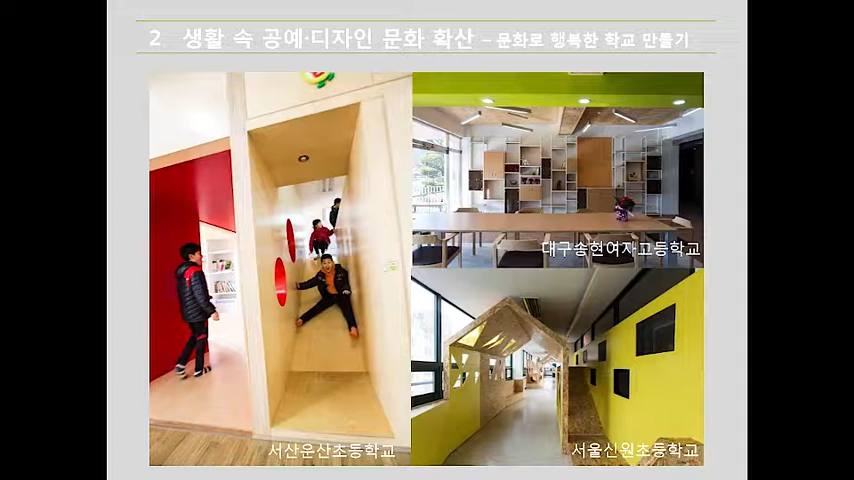 2. 생활 속 공예·디자인 문화 확산 – 문화로 행복한 학교 만들기
대구송현여자고등학교
서산운산초등학교
서울신원초등학교